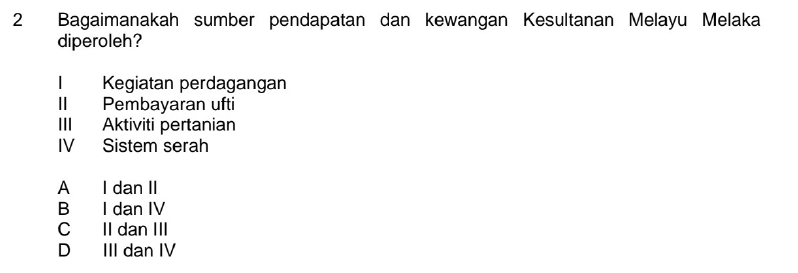 2 Bagaimanakah sumber pendapatan dan kewangan Kesultanan Melayu Melaka
diperoleh?
I Kegiatan perdagangan
II Pembayaran ufti
III Aktiviti pertanian
IV Sistem serah
A I dan II
B I dan IV
C II dan III
D III dan IV